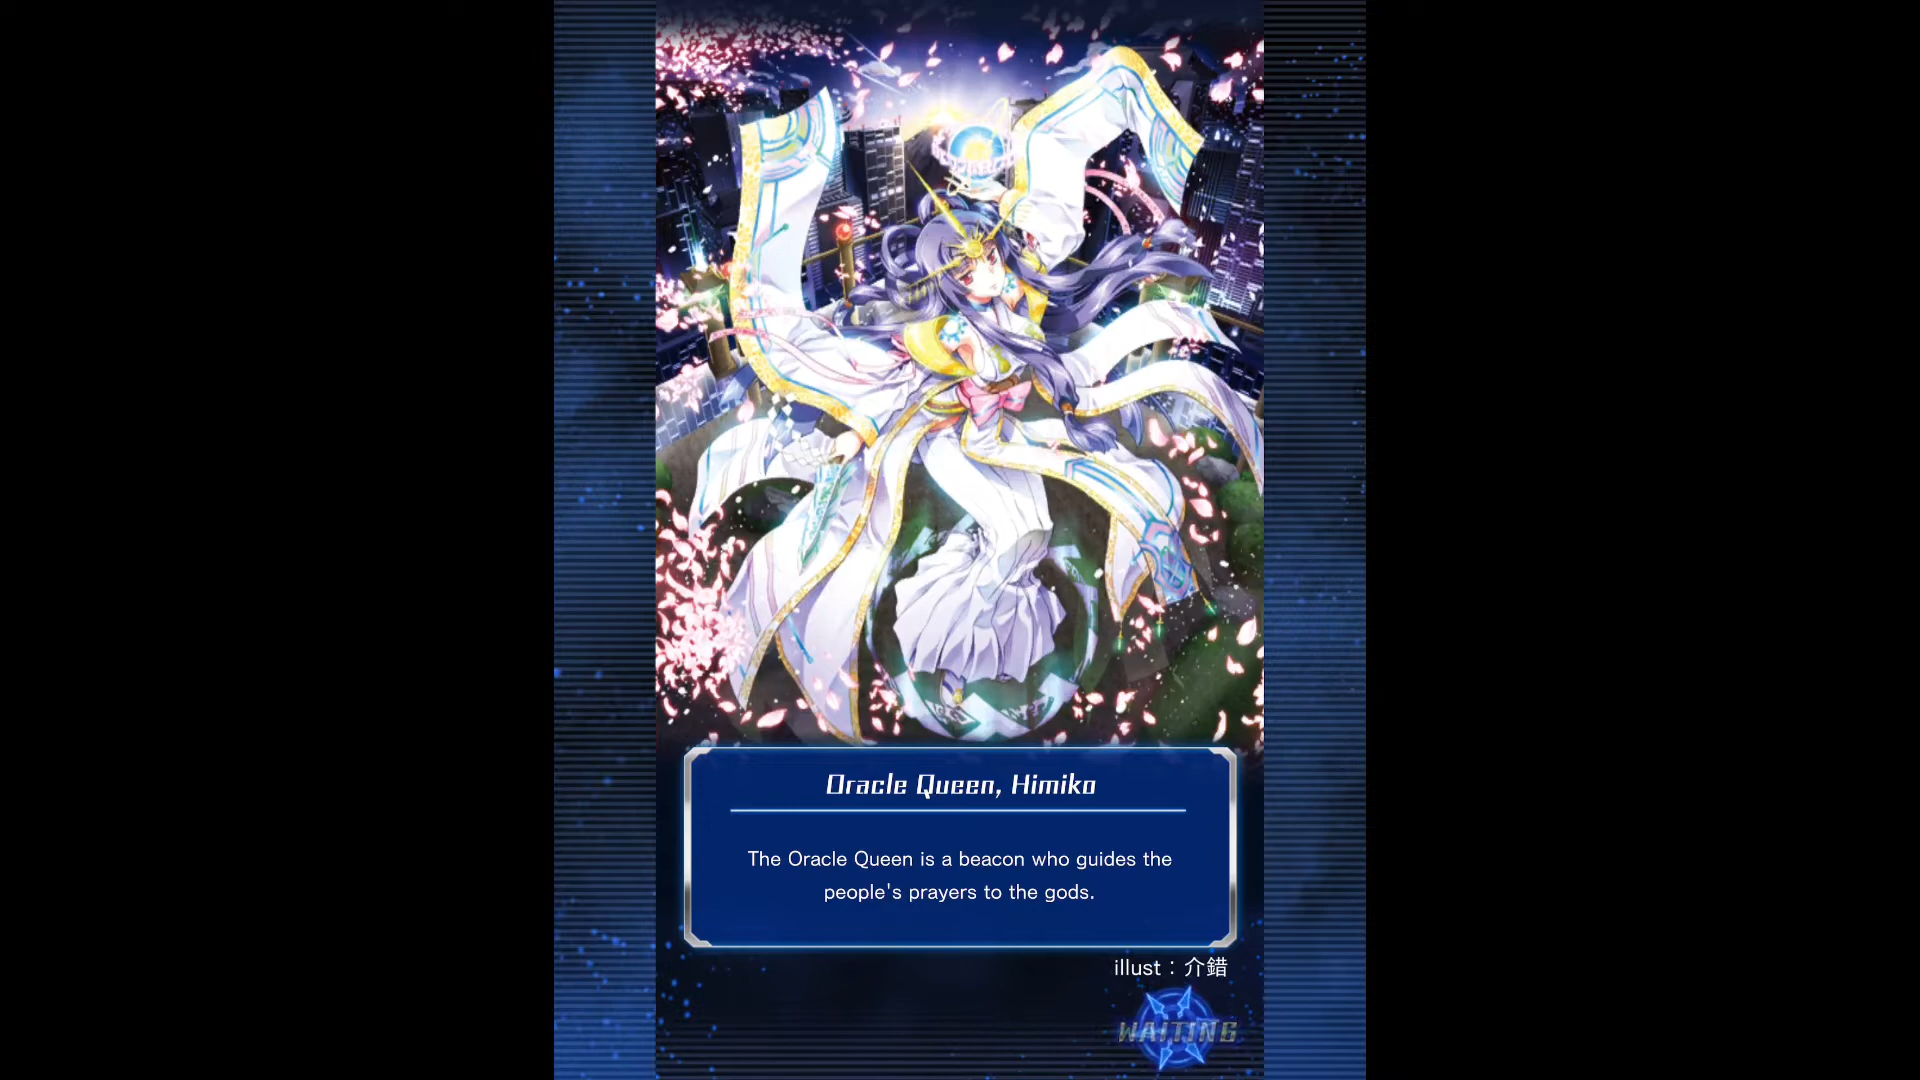 Oracle Queen, Himiko
The Oracle Queen is a beacon who guides the
people's prayers to the gods.
illust：介錯
WAITING